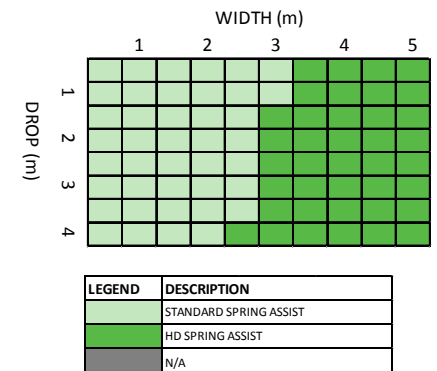 WIDTH (m)
1 2 3 4 5
DROP (m)
1
2
3
4
LEGEND DESCRIPTION
STANDARD SPRING ASSIST
HD SPRING ASSIST
N/A